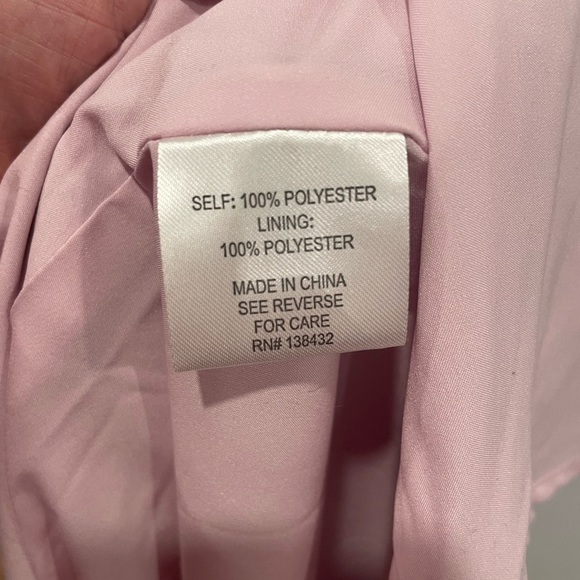 SELF: 100% POLYESTER
LINING:
100% POLYESTER
MADE IN CHINA
SEE REVERSE
FOR CARE
RN# 138432